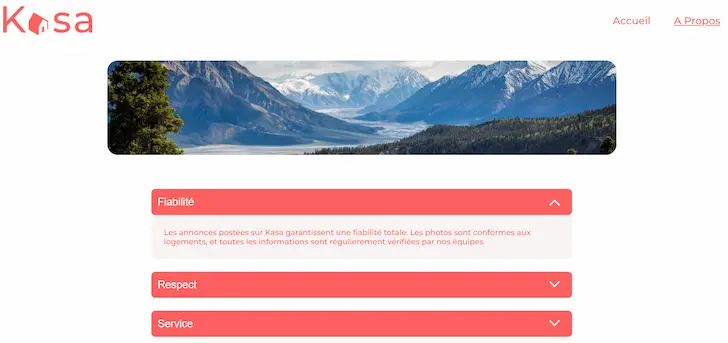 Kasa
Accueil
A Propos
Fiabilité
Les annonces postées sur Kasa garantissent une fiabilité totale. Les photos sont conformes aux
logements, et toutes les informations sont régulierement vérifiées par nos équipes.
Respect
Service